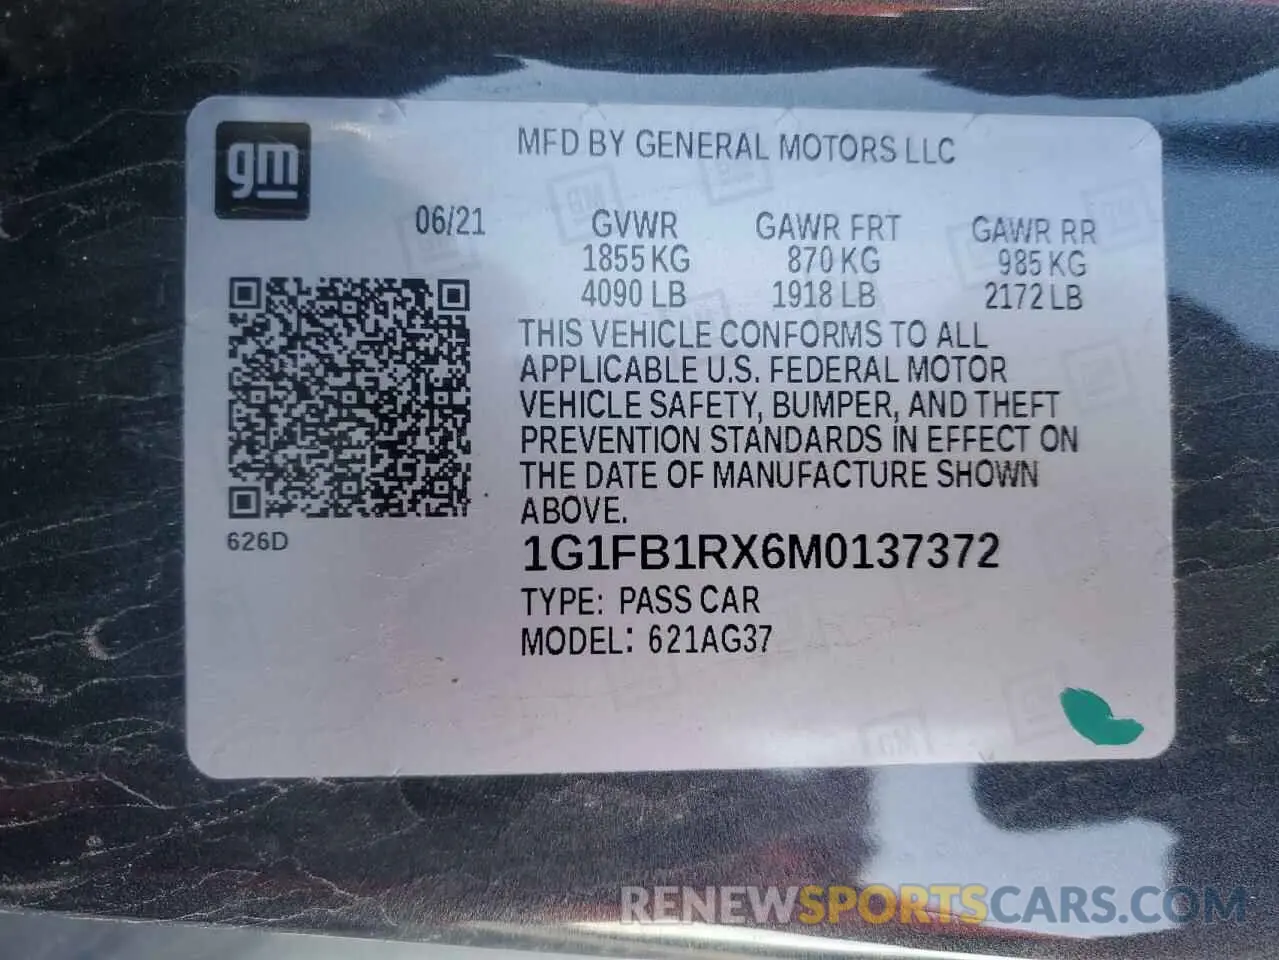 gm
MFD BY GENERAL MOTORS LLC
06/21 GVWR GAWR FRT GAWR RR
1855 KG 870 KG 985 KG
4090 LB 1918 LB 2172 LB
THIS VEHICLE CONFORMS TO ALL
APPLICABLE U.S. FEDERAL MOTOR
VEHICLE SAFETY, BUMPER, AND THEFT
PREVENTION STANDARDS IN EFFECT ON
THE DATE OF MANUFACTURE SHOWN
ABOVE.
626D
1G1FB1RX6M0137372
TYPE: PASS CAR
MODEL: 621AG37
RENEWSPORTSCARS.COM